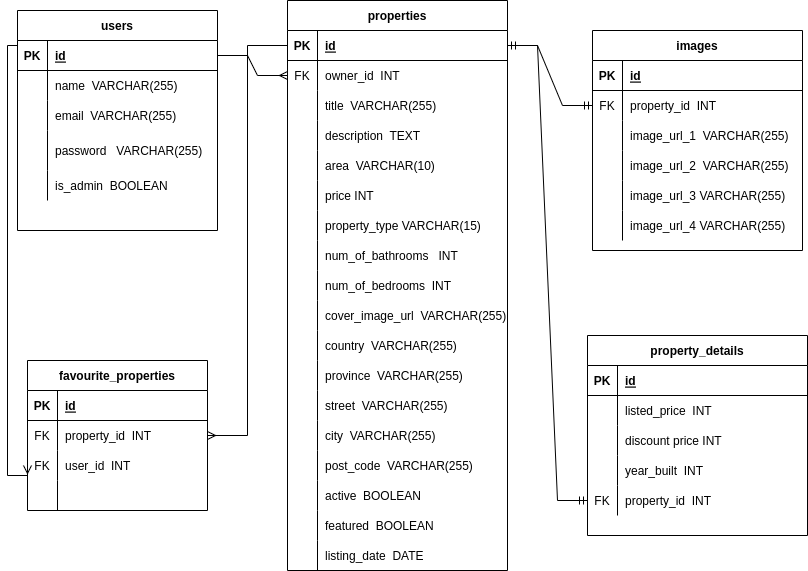 users
PK id
name VARCHAR(255)
email VARCHAR(255)
password VARCHAR(255)
is_admin BOOLEAN
favourite_properties
PK id
FK property_id INT
FK user_id INT
properties
PK id
FK owner_id INT
title VARCHAR(255)
description TEXT
area VARCHAR(10)
price INT
property_type VARCHAR(15)
num_of_bathrooms INT
num_of_bedrooms INT
cover_image_url VARCHAR(255)
country VARCHAR(255)
province VARCHAR(255)
street VARCHAR(255)
city VARCHAR(255)
post_code VARCHAR(255)
active BOOLEAN
featured BOOLEAN
listing_date DATE
images
PK id
FK property_id INT
image_url_1 VARCHAR(255)
image_url_2 VARCHAR(255)
image_url_3 VARCHAR(255)
image_url_4 VARCHAR(255)
property_details
PK id
listed_price INT
discount price INT
year_built INT
FK property_id INT